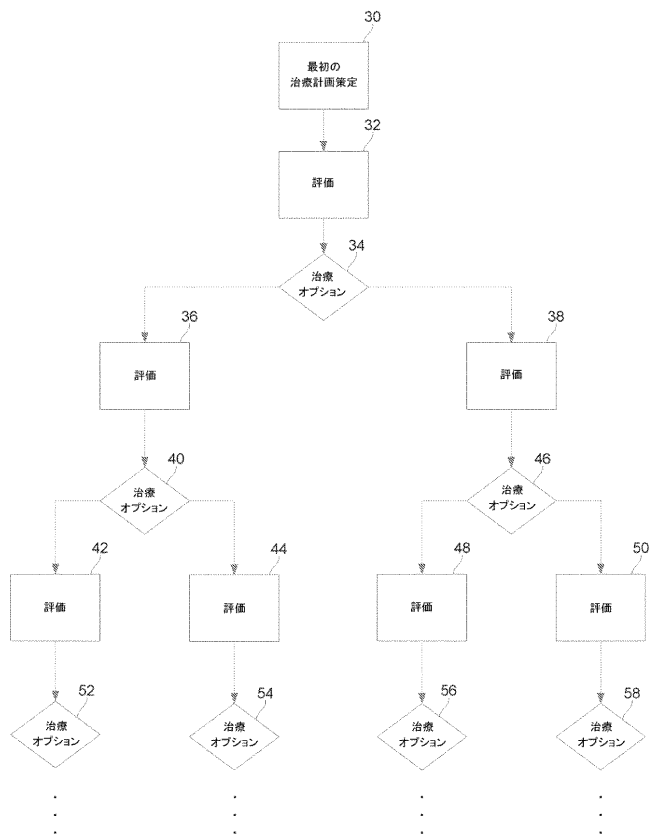 30
最初の
治療計画策定
32
評価
34
治療
オプション
36
評価
38
評価
40
治療
オプション
46
治療
オプション
42
評価
44
評価
48
評価
50
評価
52
治療
オプション
54
治療
オプション
56
治療
オプション
58
治療
オプション